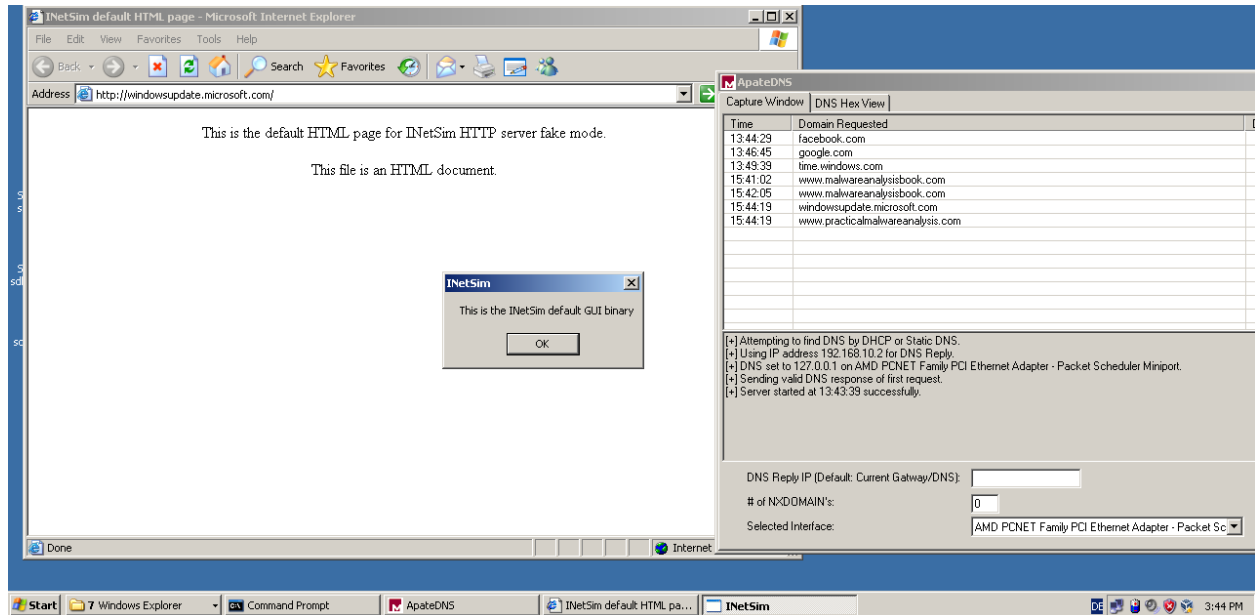 INetSim default HTML page - Microsoft Internet Explorer
File Edit View Favorites Tools Help
Back Search Favorites
Address http://windowsupdate.microsoft.com/
This is the default HTML page for INetSim HTTP server fake mode.
This file is an HTML document.
INetSim
This is the INetSim default GUI binary
OK
Done
Internet
ApateDNS
Capture Window DNS Hex View
Time Domain Requested
13:44:29 facebook.com
13:46:45 google.com
13:49:39 time.windows.com
15:41:02 www.malwareanalysisbook.com
15:42:05 www.malwareanalysisbook.com
15:44:19 windowsupdate.microsoft.com
15:44:19 www.practicalmalwareanalysis.com
[+] Attempting to find DNS by DHCP or Static DNS.
[+] Using IP address 192.168.10.2 for DNS Reply.
[+] DNS set to 127.0.0.1 on AMD PCNET Family PCI Ethernet Adapter - Packet Scheduler Miniport.
[+] Sending valid DNS response of first request.
[+] Server started at 13:43:39 successfully.
DNS Reply IP (Default: Current Gatway/DNS):
# of NXDOMAIN's: 0
Selected Interface: AMD PCNET Family PCI Ethernet Adapter - Packet Sc
Start 7 Windows Explorer Command Prompt ApateDNS INetSim default HTML pa... INetSim DE 3:44 PM